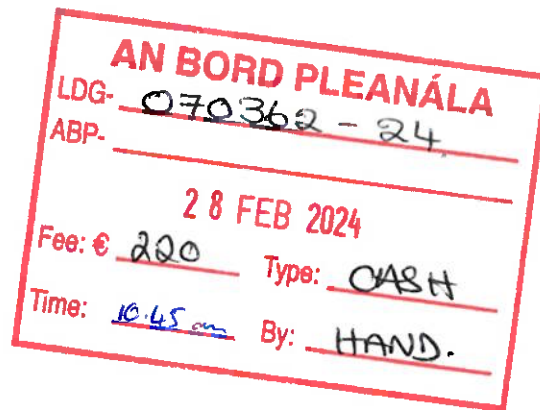 AN BORD PLEANÁLA
LDG- 070362 - 24
ABP-
28 FEB 2024
Fee: € 220 Type: CASH
Time: 10.45 am By: HAND.